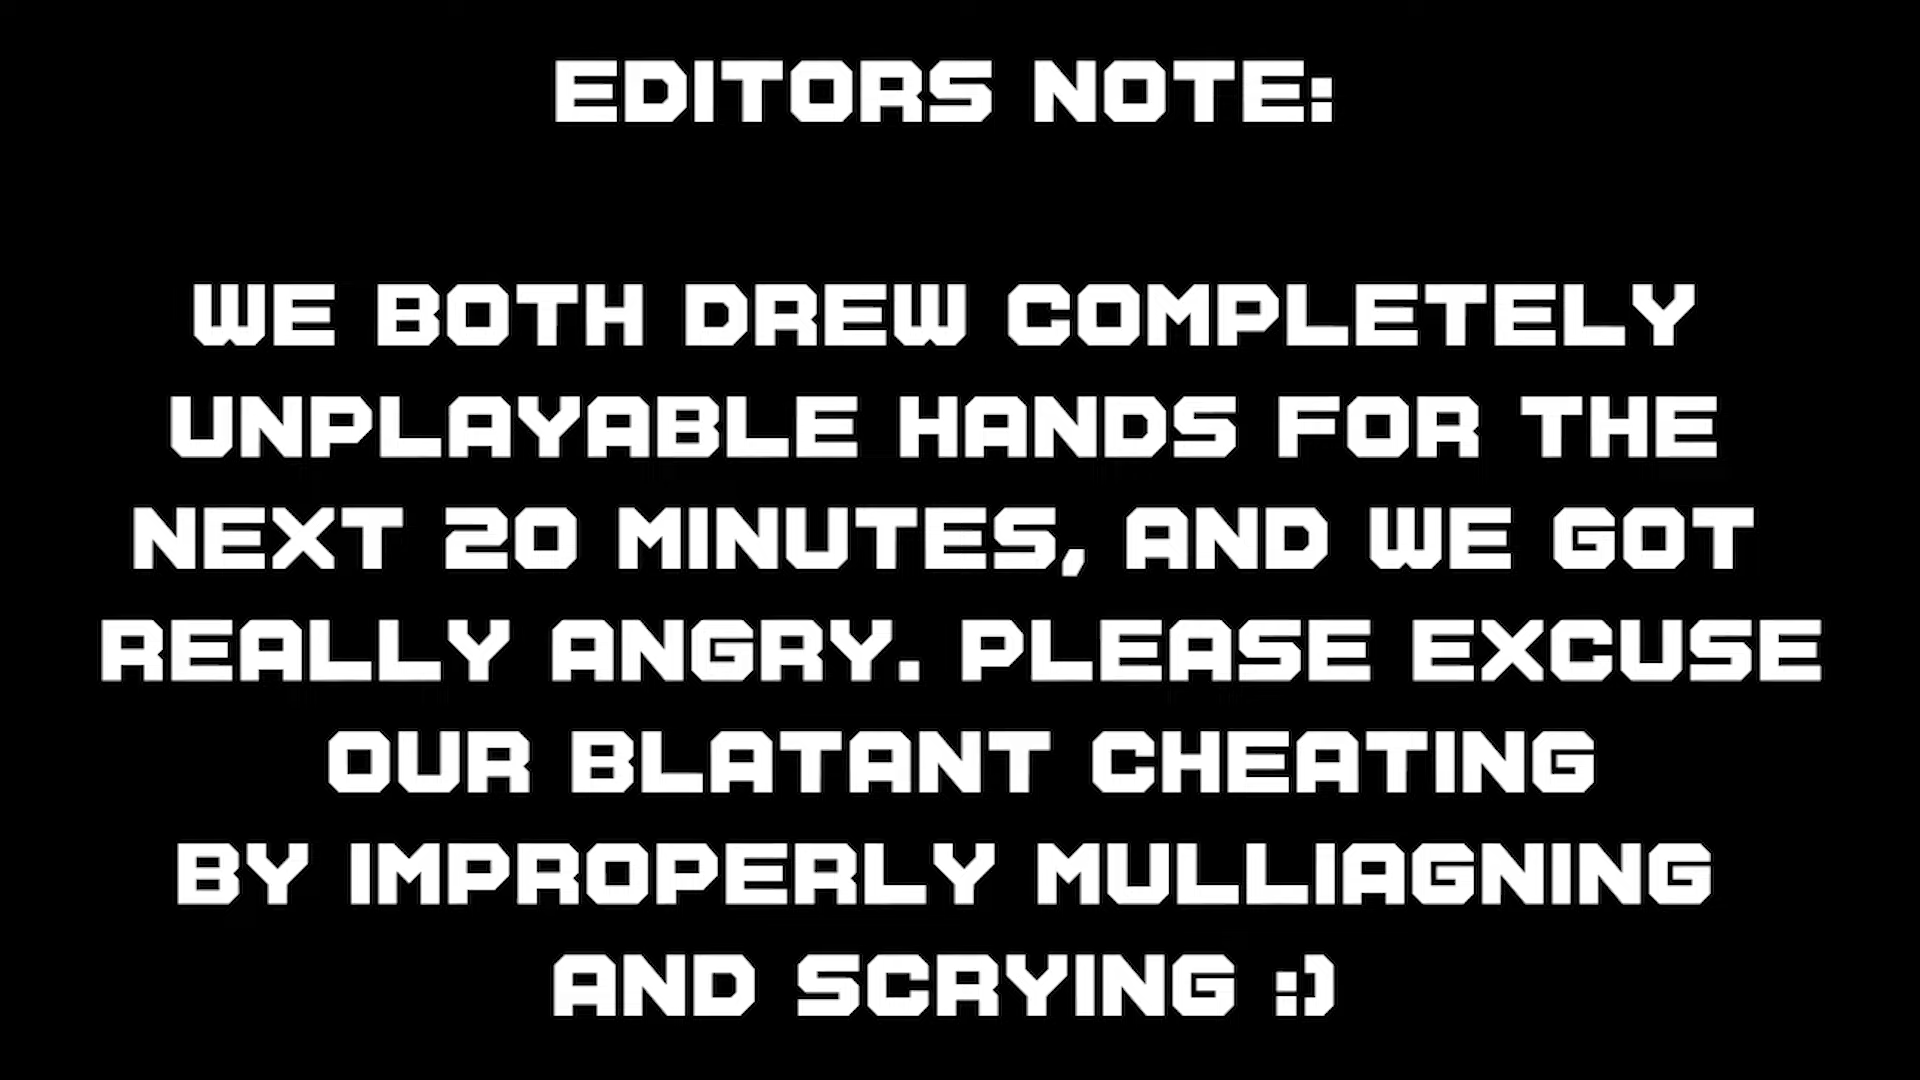 EDITORS NOTE:
WE BOTH DREW COMPLETELY
UNPLAYABLE HANDS FOR THE
NEXT 20 MINUTES, AND WE GOT
REALLY ANGRY. PLEASE EXCUSE
OUR BLATANT CHEATING
BY IMPROPERLY MULLIAGNING
AND SCRYING :)